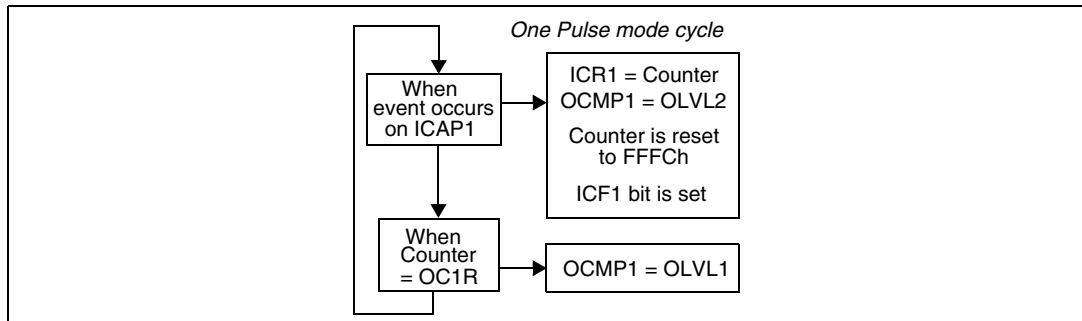 One Pulse mode cycle
When
event occurs
on ICAP1
ICR1 = Counter
OCMP1 = OLVL2
Counter is reset
to FFFCh
ICF1 bit is set
When
Counter
= OC1R
OCMP1 = OLVL1